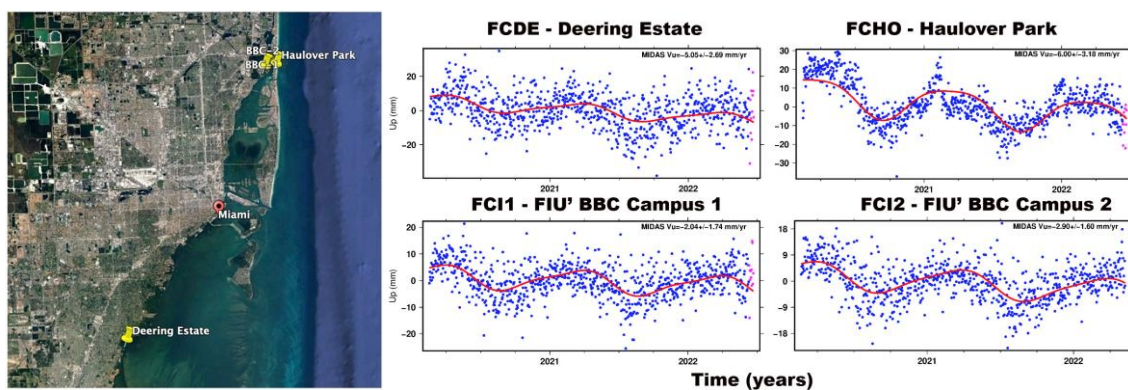 BBC-2
Haulover Park
BBC-1
Miami
Deering Estate
FCDE - Deering Estate
MIDAS Vu=-5.05+/-2.69 mm/yr
Up (mm)
20
0
-20
2021
2022
FCHO - Haulover Park
MIDAS Vu=-6.00+/-3.18 mm/yr
30
20
10
0
-10
-20
-30
2021
2022
FCI1 - FIU' BBC Campus 1
MIDAS Vu=-2.04+/-1.74 mm/yr
Up (mm)
20
10
0
-10
-20
2021
2022
FCI2 - FIU' BBC Campus 2
MIDAS Vu=-2.90+/-1.60 mm/yr
18
9
0
-9
-18
2021
2022
Time (years)